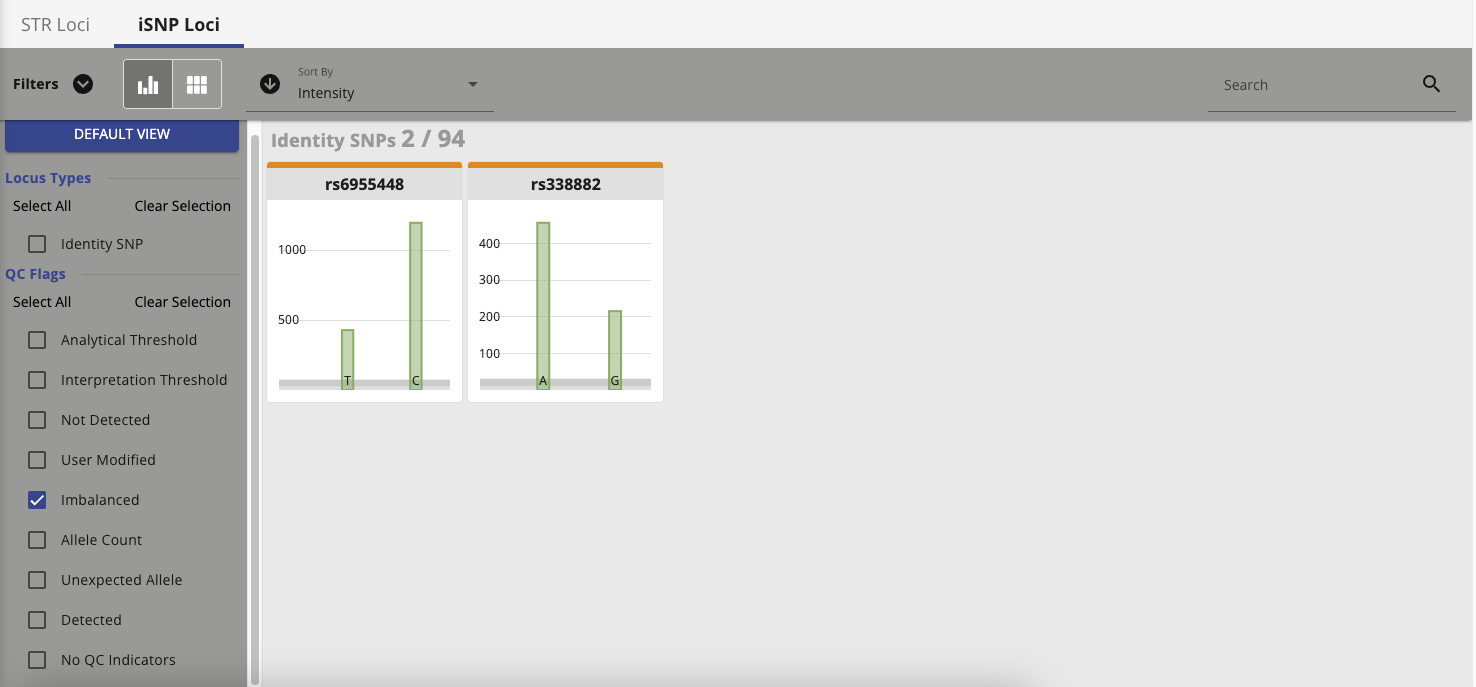 STR Loci iSNP Loci
Filters
Sort By
Intensity
Search
DEFAULT VIEW
Locus Types
Select All Clear Selection
Identity SNP
QC Flags
Select All Clear Selection
Analytical Threshold
Interpretation Threshold
Not Detected
User Modified
Imbalanced
Allele Count
Unexpected Allele
Detected
No QC Indicators
Identity SNPs 2 / 94
rs6955448
1000
500
T C
rs338882
400
300
200
100
A G